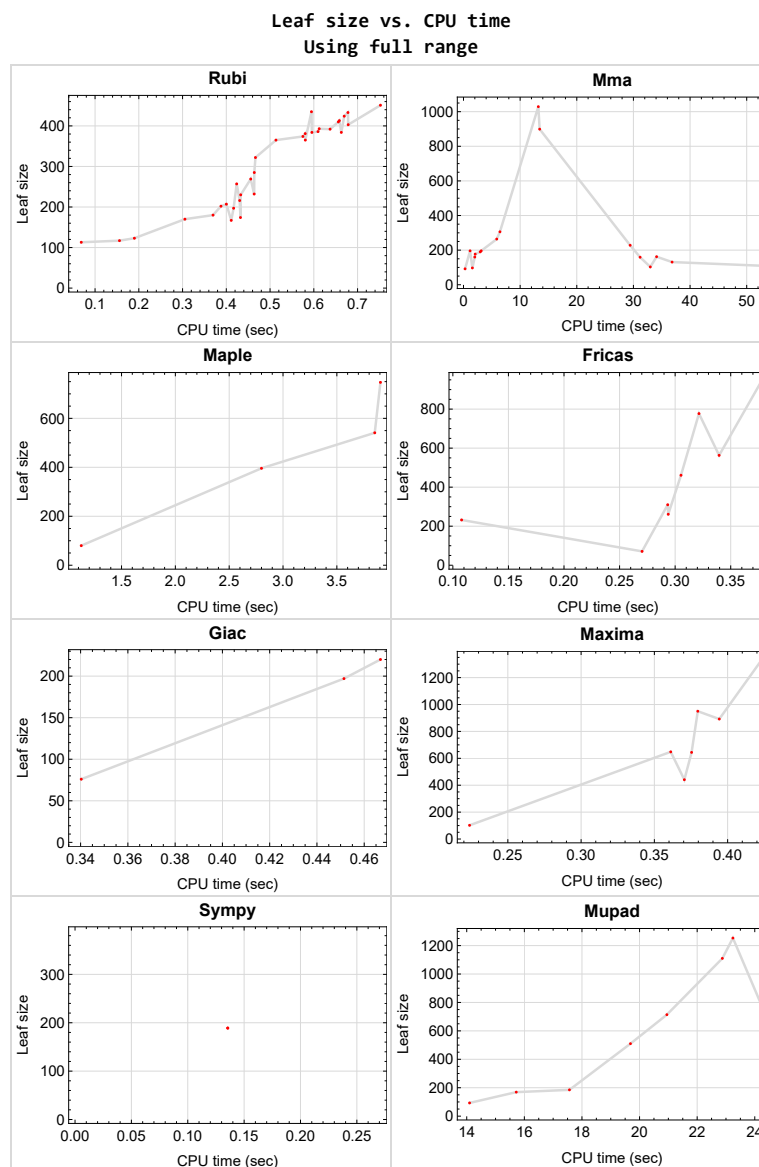 Leaf size vs. CPU time
Using full range
Rubi
Leaf size
400
300
200
100
0
0.1 0.2 0.3 0.4 0.5 0.6 0.7
CPU time (sec)
Mma
Leaf size
1000
800
600
400
200
0
0 10 20 30 40 50
CPU time (sec)
Maple
Leaf size
600
400
200
0
1.5 2.0 2.5 3.0 3.5
CPU time (sec)
Fricas
Leaf size
800
600
400
200
0
0.10 0.15 0.20 0.25 0.30 0.35
CPU time (sec)
Giac
Leaf size
200
150
100
50
0
0.34 0.36 0.38 0.40 0.42 0.44 0.46
CPU time (sec)
Maxima
Leaf size
1200
1000
800
600
400
200
0
0.25 0.30 0.35 0.40
CPU time (sec)
Sympy
Leaf size
300
200
100
0
0.00 0.05 0.10 0.15 0.20 0.25
CPU time (sec)
Mupad
Leaf size
1200
1000
800
600
400
200
0
14 16 18 20 22 24
CPU time (sec)